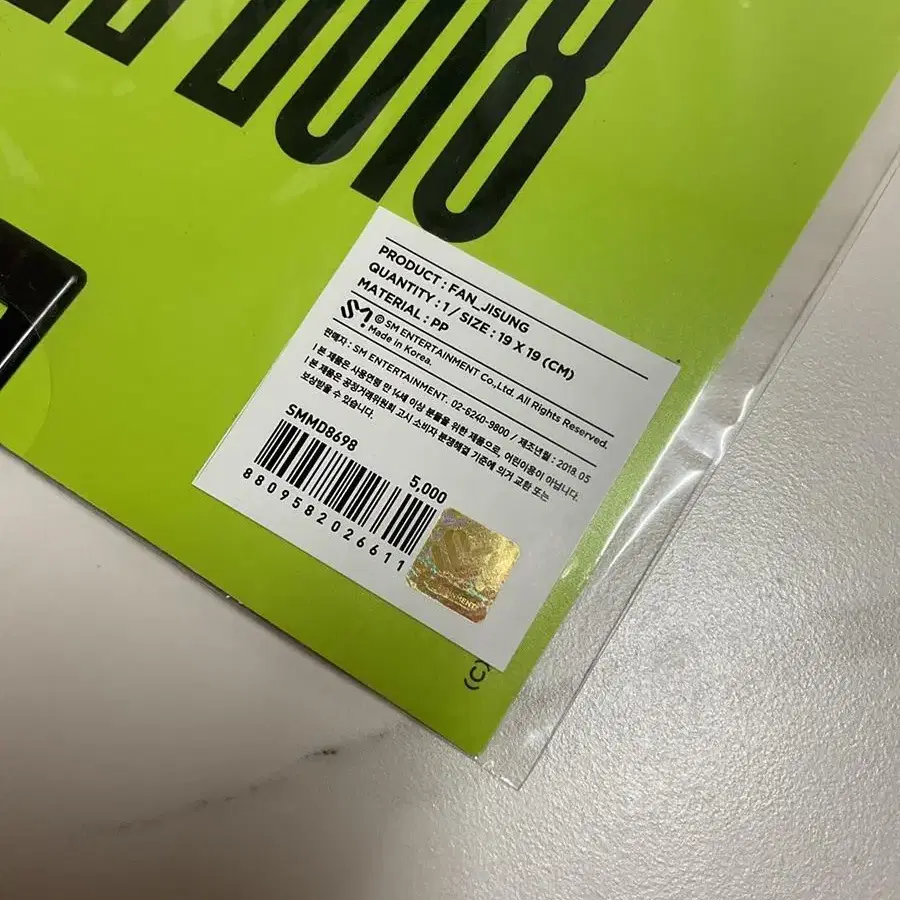 2018
PRODUCT : FAN_JISUNG
QUANTITY : 1 / SIZE : 19 X 19 (CM)
MATERIAL : PP
SM ⓒ SM ENTERTAINMENT Co.,Ltd. All Rights Reserved.
Made in Korea.
판매자 : SM ENTERTAINMENT. 02-6240-9800 / 제조년월 : 2018. 05
l 본 제품은 사용연령 만 14세 이상 분들을 위한 제품으로, 어린이용이 아닙니다.
l 본 제품은 공정거래위원회 고시 소비자 분쟁해결 기준에 의거 교환 또는
보상받을 수 있습니다.
SMMD8698
5,000
8809582026611
(C)